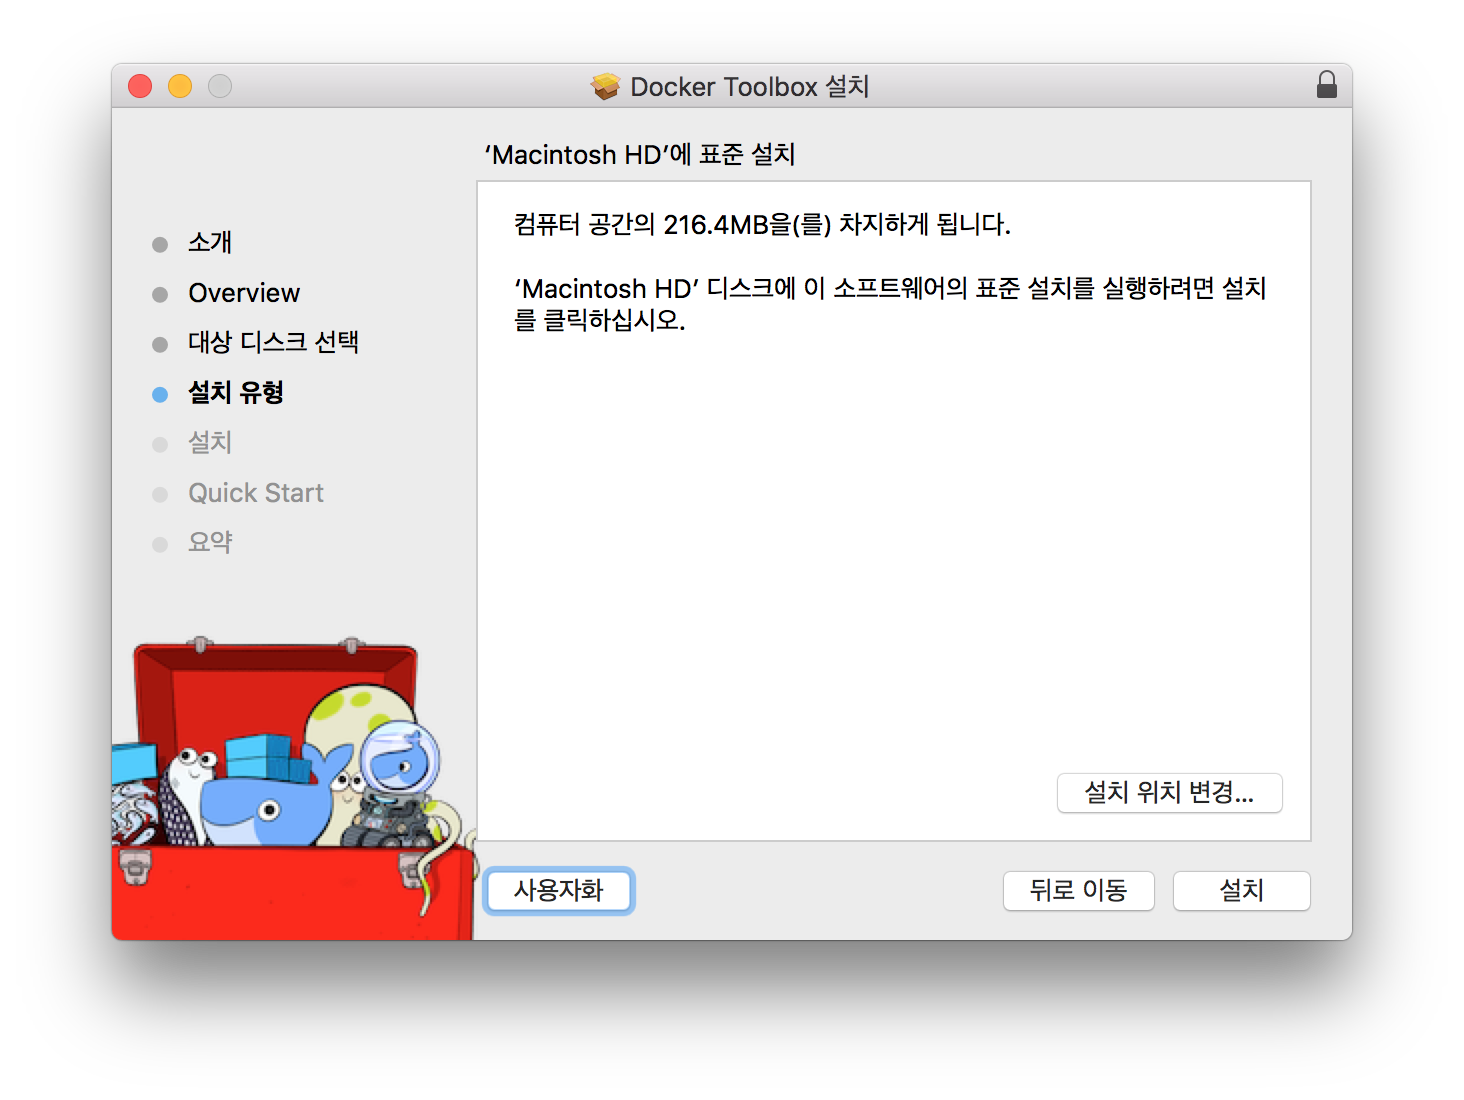 Docker Toolbox 설치
‘Macintosh HD’에 표준 설치
소개
Overview
대상 디스크 선택
설치 유형
설치
Quick Start
요약
컴퓨터 공간의 216.4MB을(를) 차지하게 됩니다.
‘Macintosh HD’ 디스크에 이 소프트웨어의 표준 설치를 실행하려면 설치
를 클릭하십시오.
설치 위치 변경...
사용자화
뒤로 이동
설치